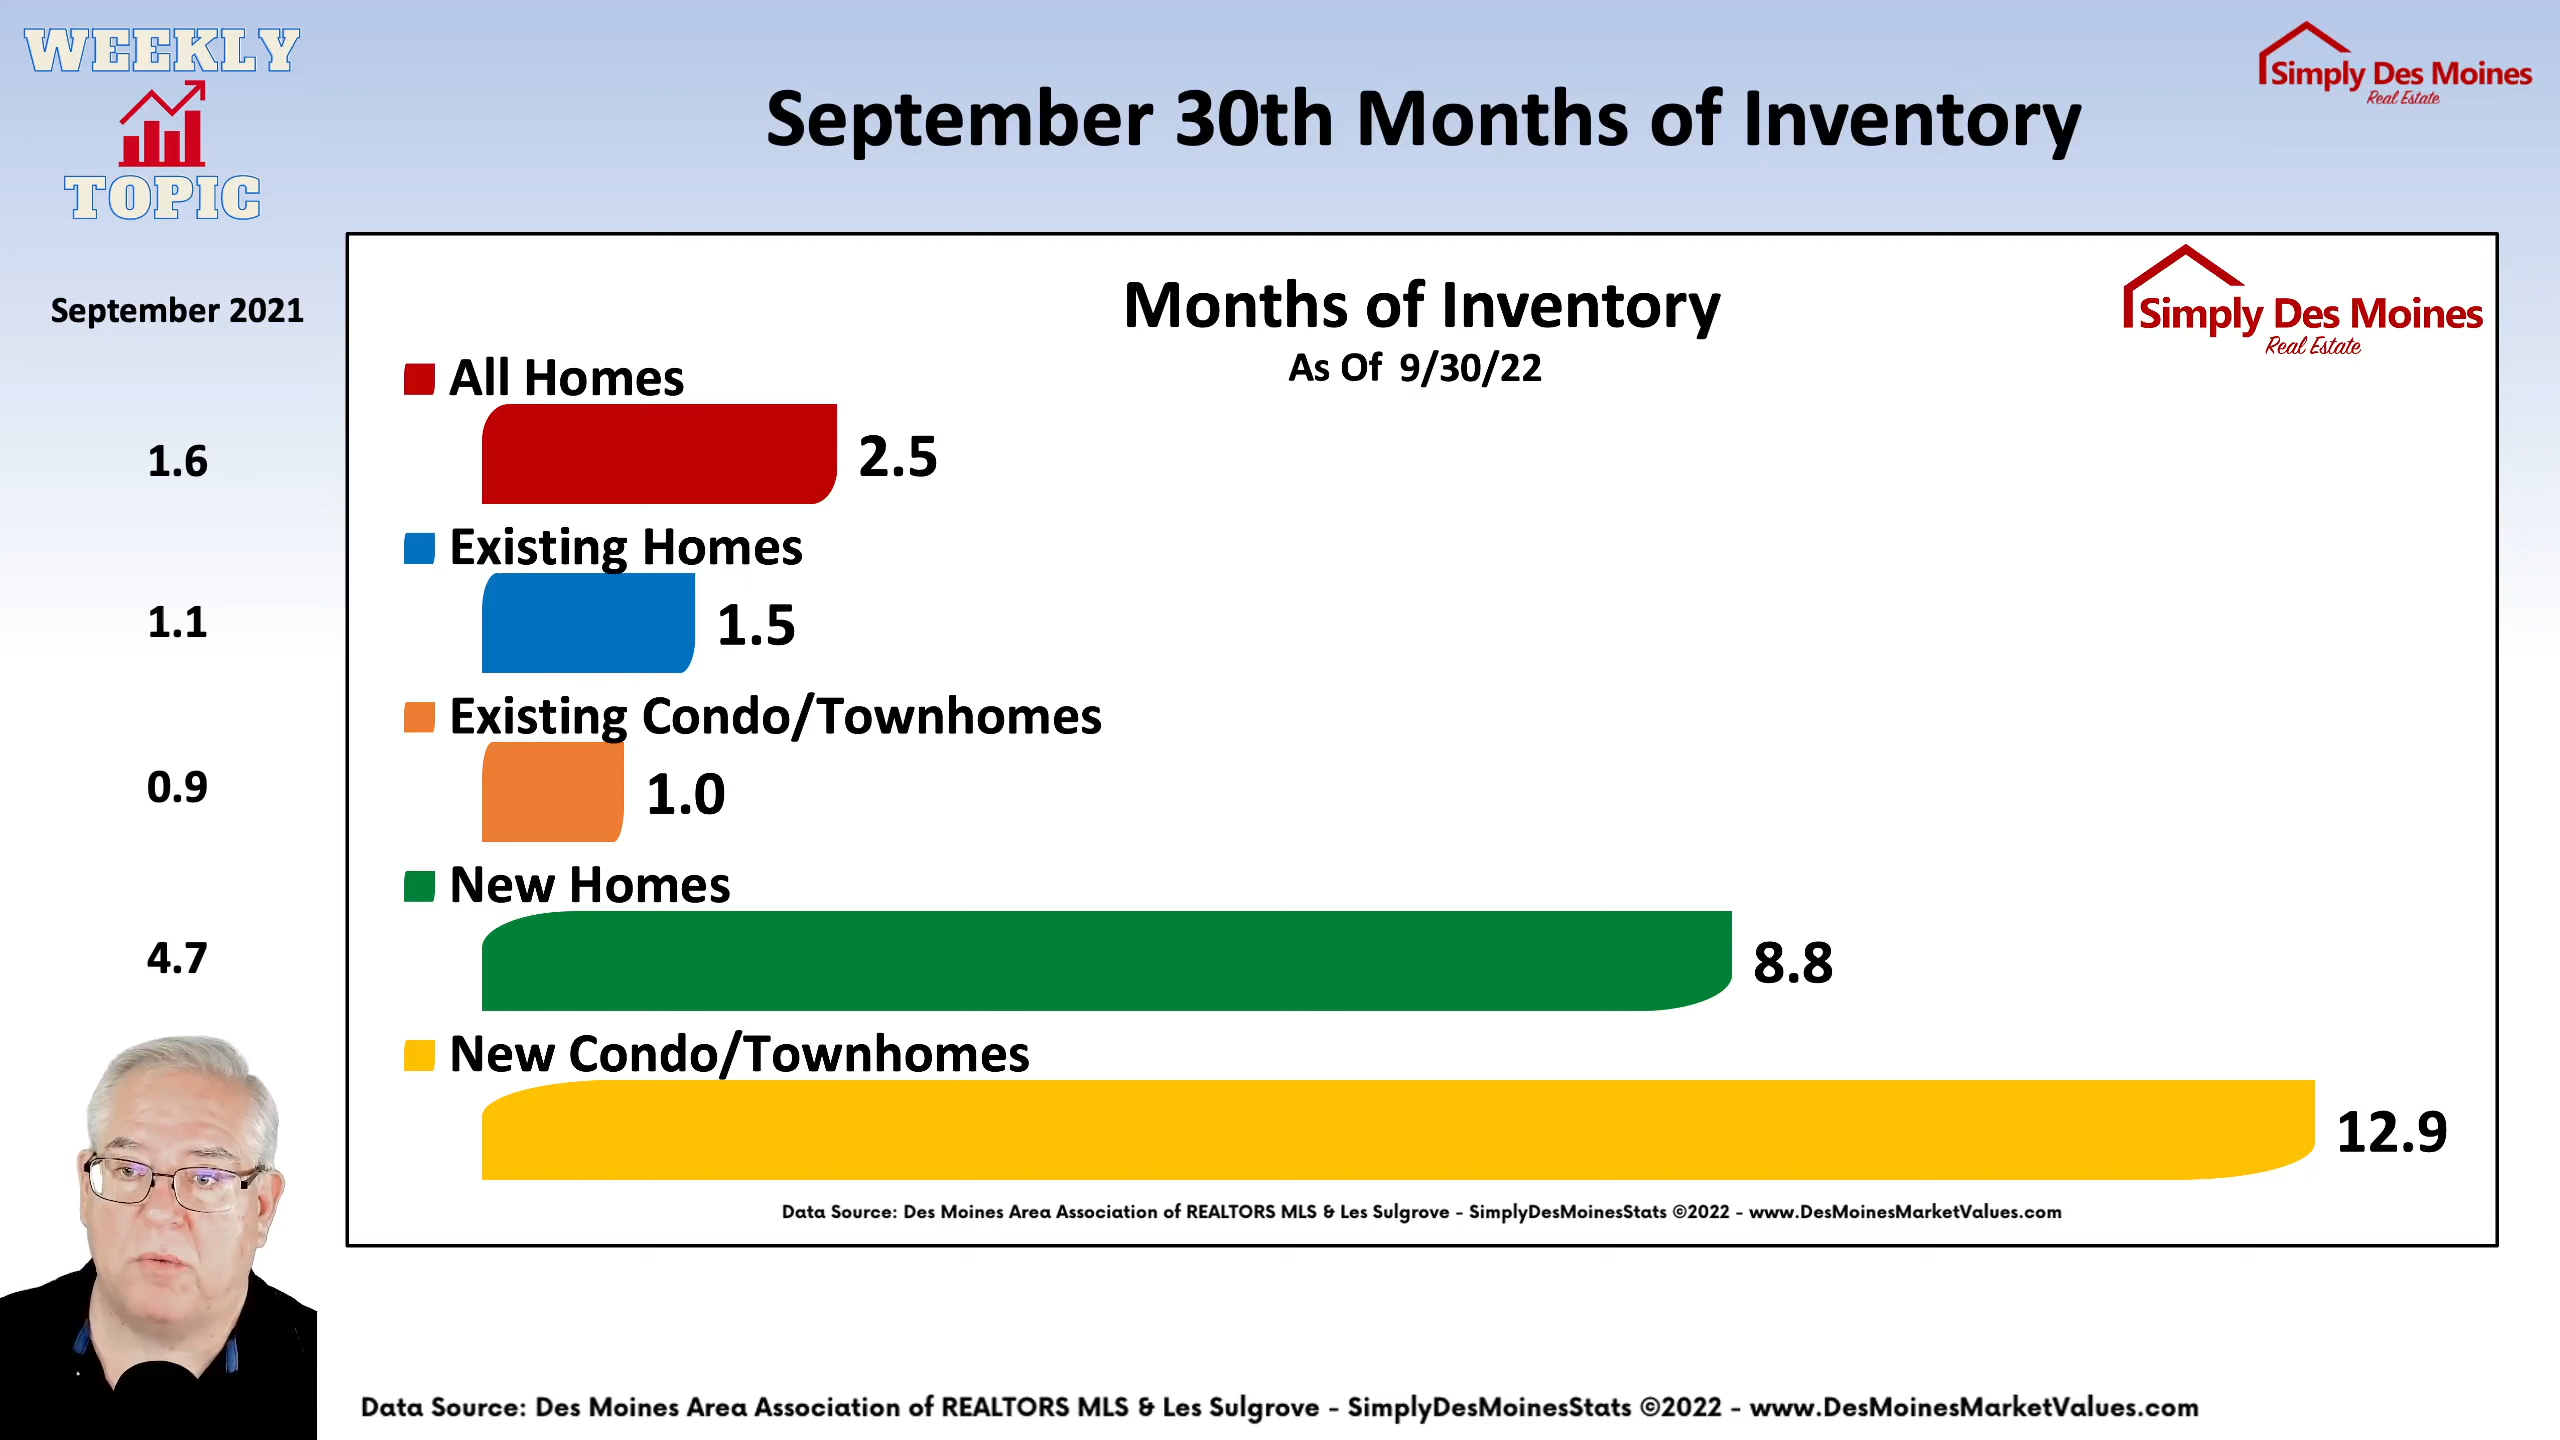 WEEKLY
TOPIC
September 30th Months of Inventory
Simply Des Moines
Real Estate
September 2021
1.6
1.1
0.9
4.7
Months of Inventory
As Of 9/30/22
Simply Des Moines
Real Estate
All Homes
2.5
Existing Homes
1.5
Existing Condo/Townhomes
1.0
New Homes
8.8
New Condo/Townhomes
12.9
Data Source: Des Moines Area Association of REALTORS MLS & Les Sulgrove - SimplyDesMoinesStats ©2022 - www.DesMoinesMarketValues.com
Data Source: Des Moines Area Association of REALTORS MLS & Les Sulgrove - SimplyDesMoinesStats ©2022 - www.DesMoinesMarketValues.com